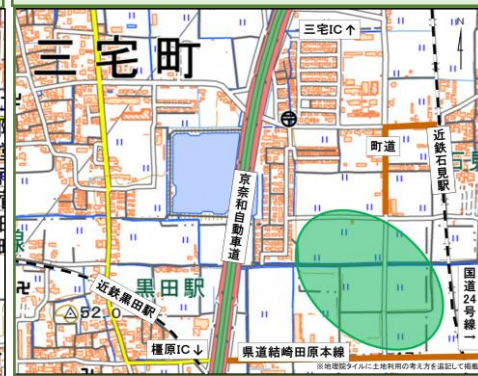 三宅町
三宅IC↑
町道
近鉄石見駅
石見
京奈和自動車道
近鉄黒田駅
黒田駅
52.0
国道24号線→
橿原IC↓
県道結崎田原本線
※地理院タイルに土地利用の考え方を追記して掲載
N